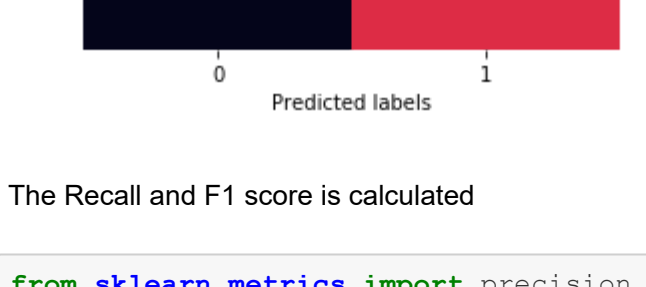 0 1
Predicted labels
The Recall and F1 score is calculated
from sklearn.metrics import precision